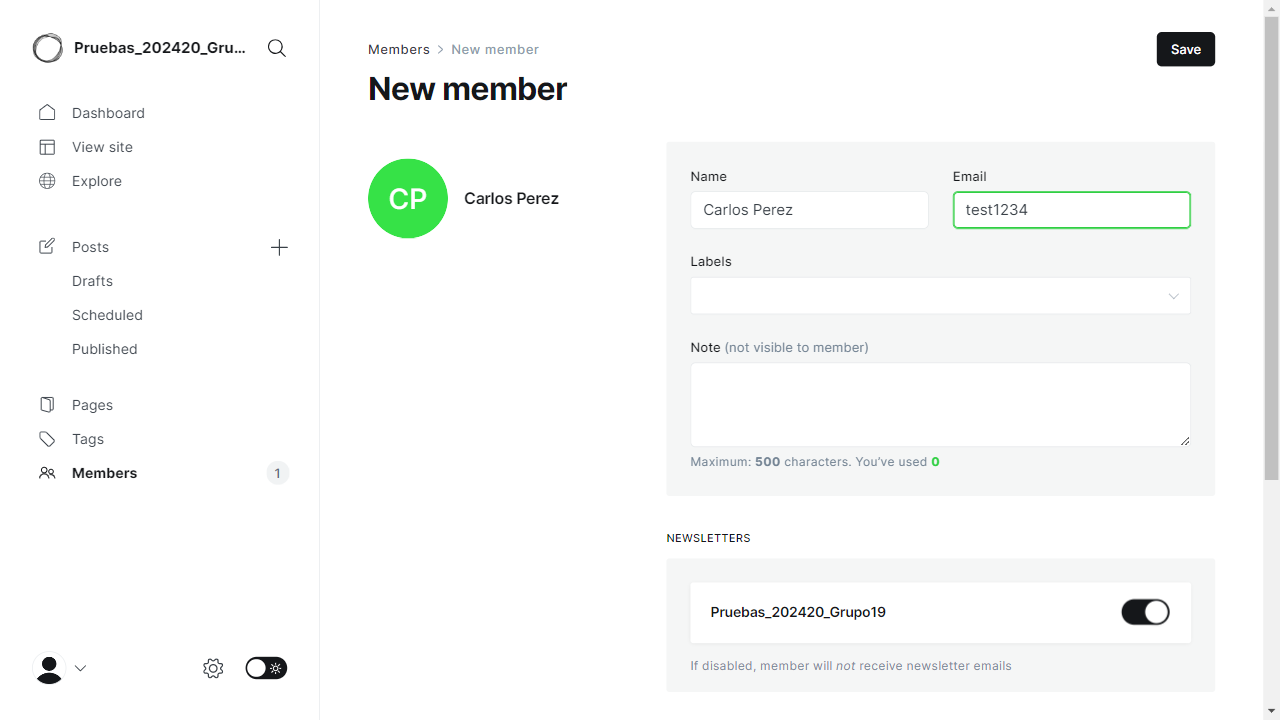 Pruebas_202420_Gru...
Dashboard
View site
Explore
Posts
Drafts
Scheduled
Published
Pages
Tags
Members 1
Members > New member
Save
New member
CP
Carlos Perez
Name
Email
Carlos Perez
test1234
Labels
Note (not visible to member)
Maximum: 500 characters. You've used 0
NEWSLETTERS
Pruebas_202420_Grupo19
If disabled, member will not receive newsletter emails